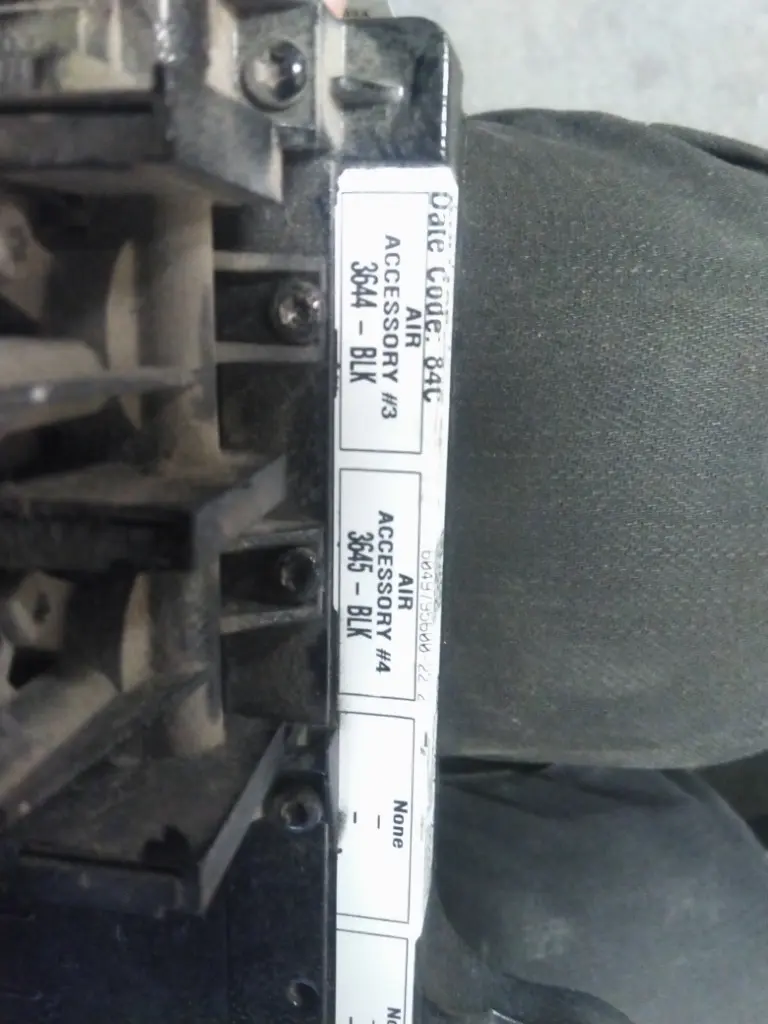 Date Code: 84C
AIR
ACCESSORY #3
3644 - BLK
AIR
ACCESSORY #4
3645 - BLK
None
-
-
-